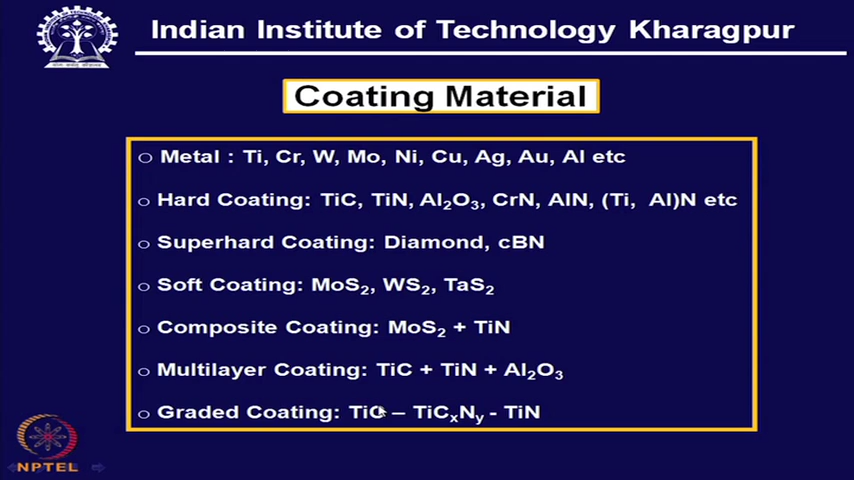 Indian Institute of Technology Kharagpur
Coating Material
○ Metal : Ti, Cr, W, Mo, Ni, Cu, Ag, Au, Al etc
○ Hard Coating: TiC, TiN, Al₂O₃, CrN, AlN, (Ti, Al)N etc
○ Superhard Coating: Diamond, cBN
○ Soft Coating: MoS₂, WS₂, TaS₂
○ Composite Coating: MoS₂ + TiN
○ Multilayer Coating: TiC + TiN + Al₂O₃
○ Graded Coating: TiC – TiCₓNᵧ - TiN
NPTEL